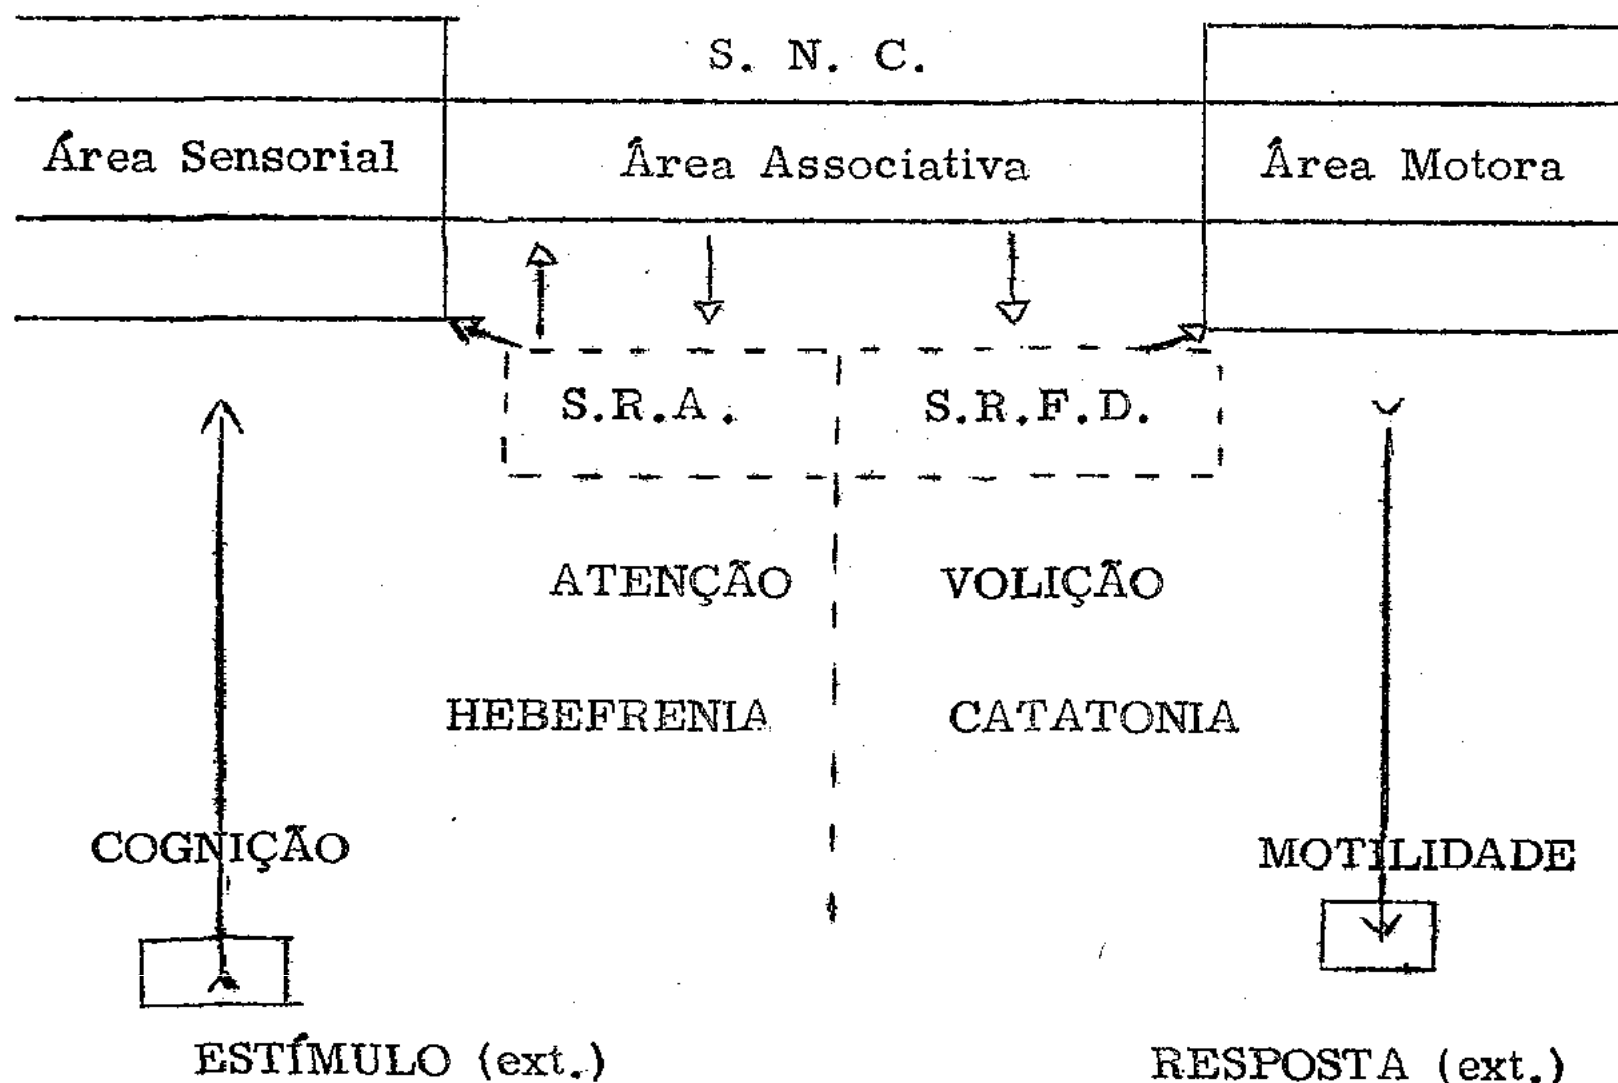 S. N. C.
Área Sensorial
Área Associativa
Área Motora
S.R.A.
S.R.F.D.
ATENÇÃO
VOLIÇÃO
HEBEFRENIA
CATATONIA
COGNIÇÃO
MOTILIDADE
ESTÍMULO (ext.)
RESPOSTA (ext.)